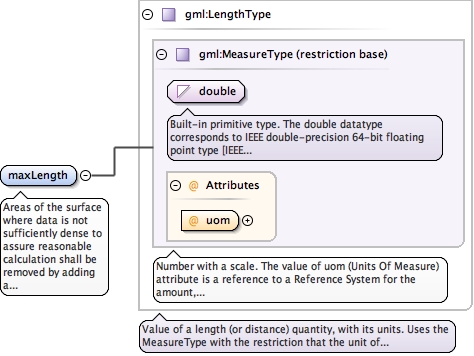 gml:LengthType
gml:MeasureType (restriction base)
double
Built-in primitive type. The double datatype
corresponds to IEEE double-precision 64-bit floating
point type [IEEE...
@ Attributes
@ uom
Number with a scale. The value of uom (Units Of Measure)
attribute is a reference to a Reference System for the
amount,...
Value of a length (or distance) quantity, with its units. Uses the
MeasureType with the restriction that the unit of...
maxLength
Areas of the surface
where data is not
sufficiently dense to
assure reasonable
calculation shall be
removed by adding
a...